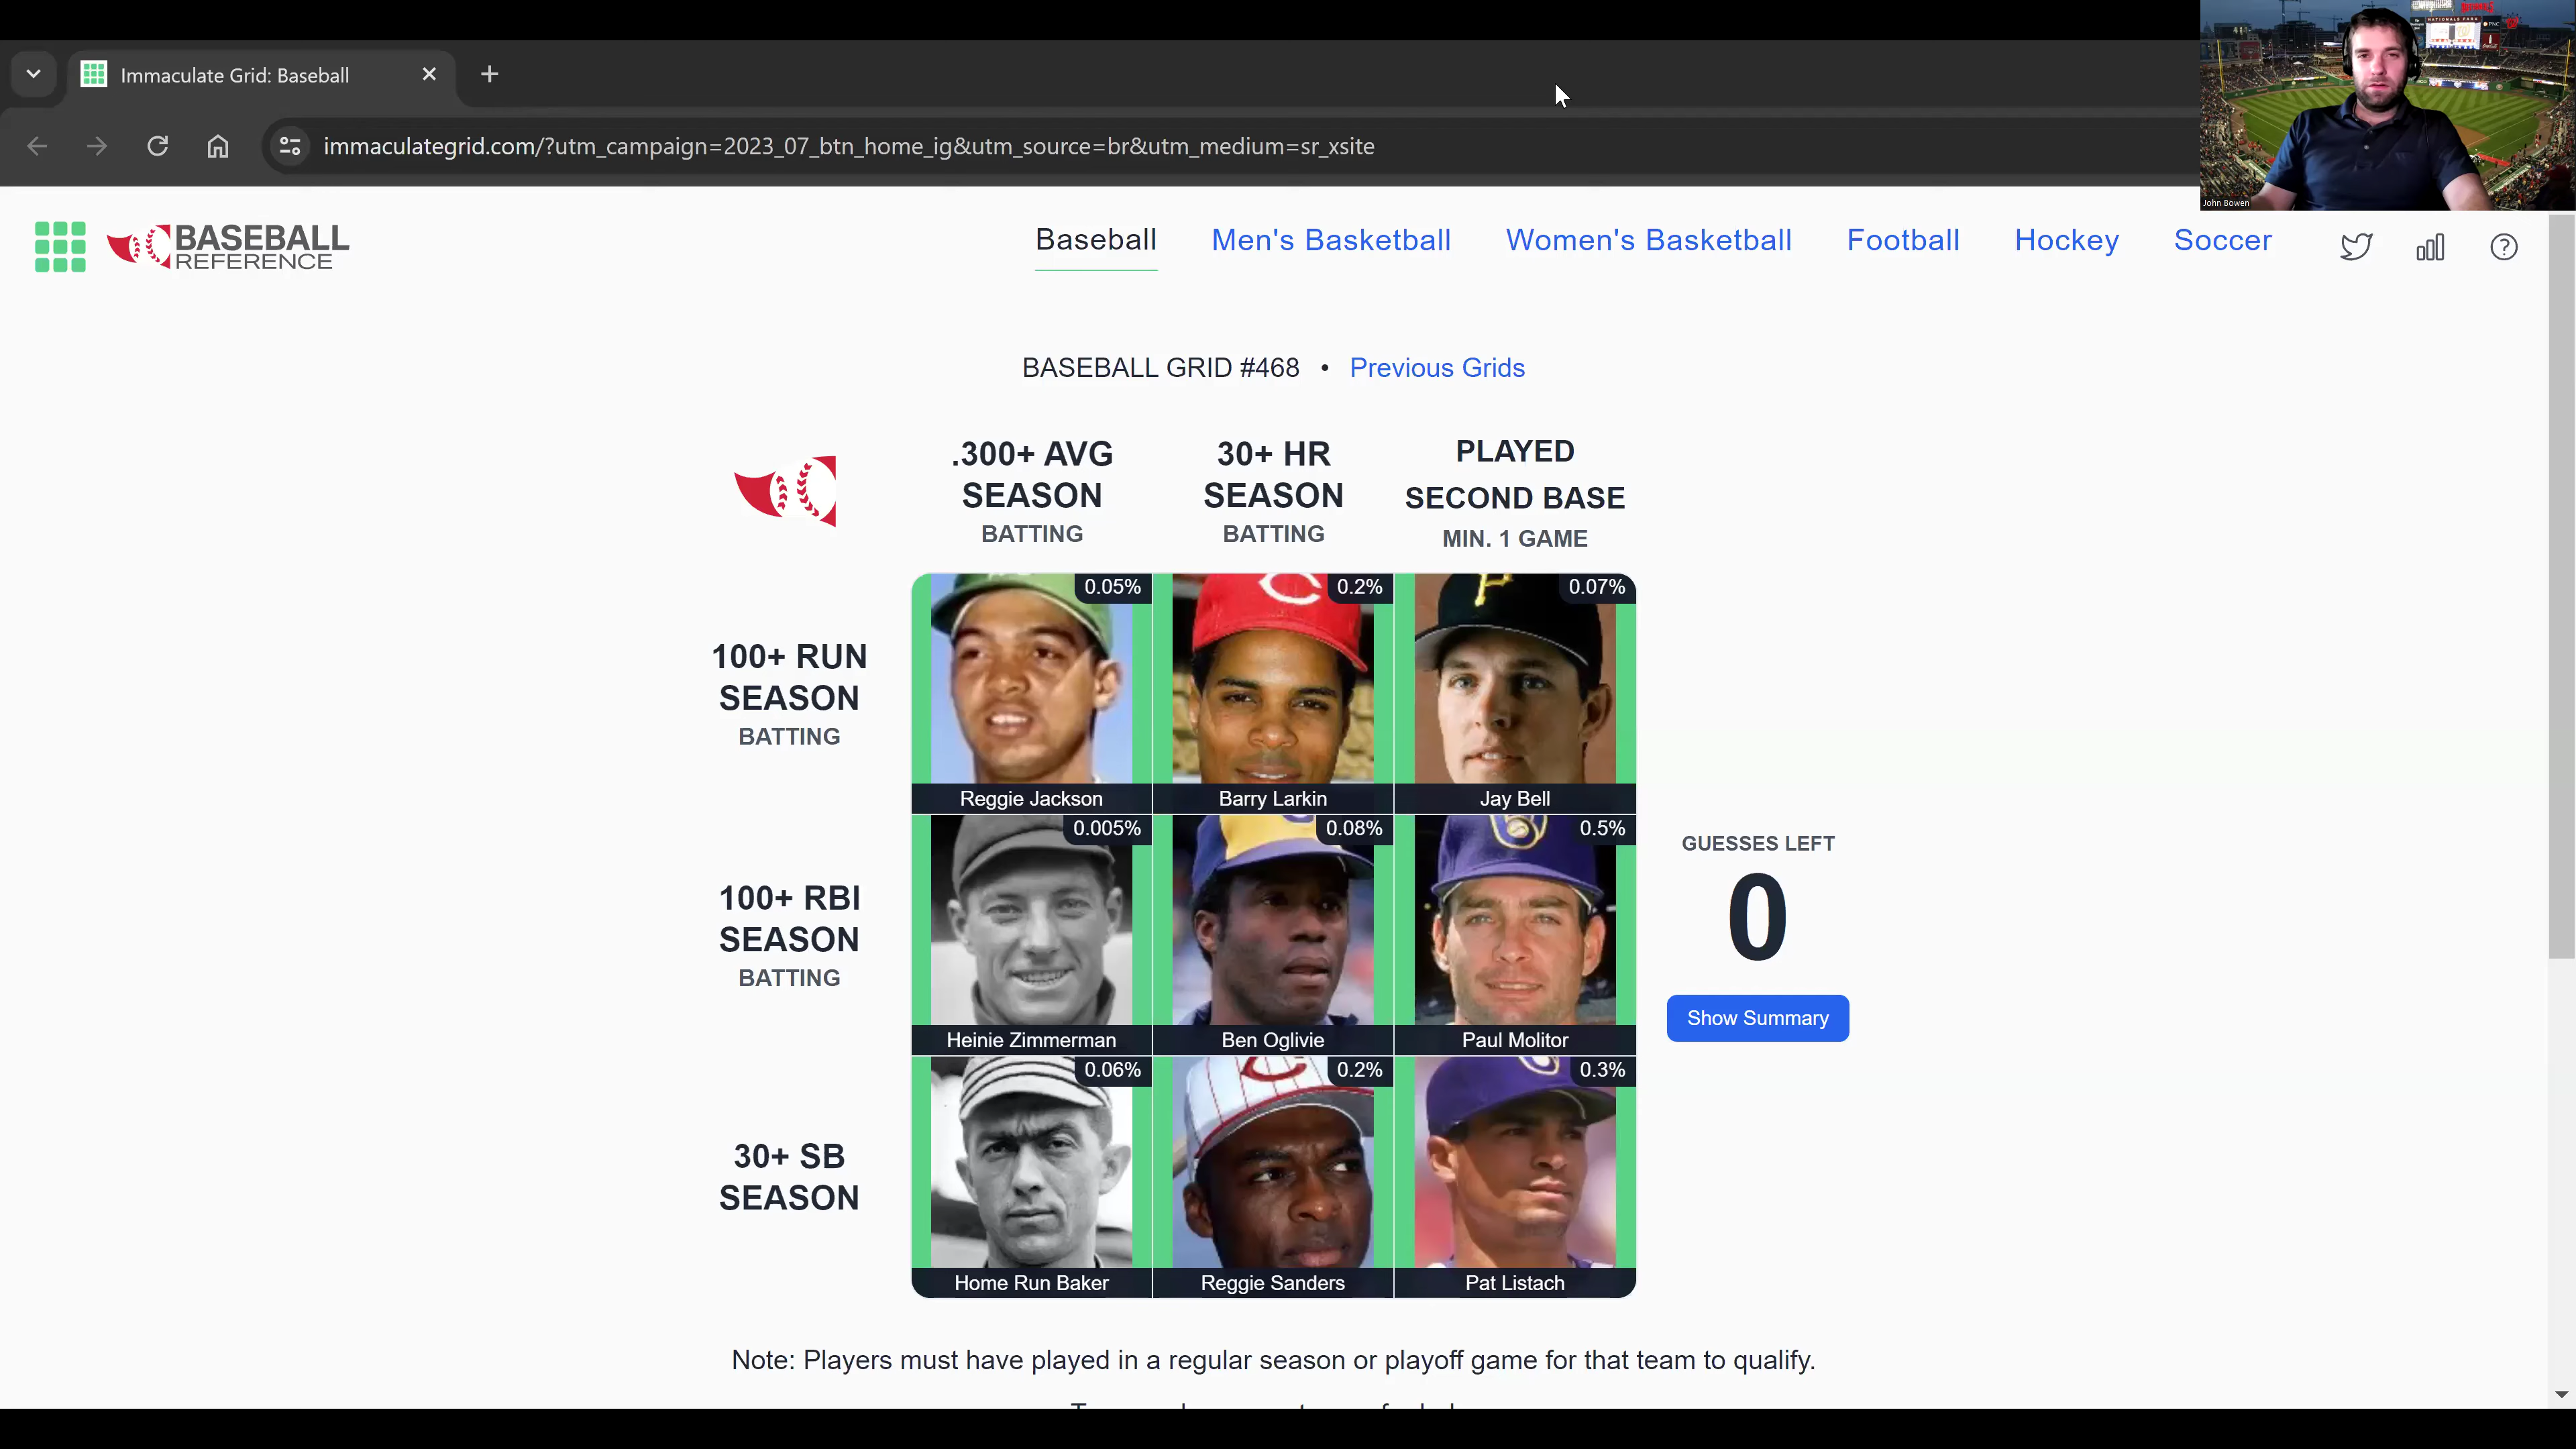 Immaculate Grid: Baseball
immaculategrid.com/?utm_campaign=2023_07_btn_home_ig&utm_source=br&utm_medium=sr_xsite
NATIONALS PARK
John Bowen
BASEBALL
REFERENCE
Baseball Men's Basketball Women's Basketball Football Hockey Soccer
BASEBALL GRID #468 • Previous Grids
.300+ AVG
SEASON
BATTING
30+ HR
SEASON
BATTING
PLAYED
SECOND BASE
MIN. 1 GAME
100+ RUN
SEASON
BATTING
0.05%
Reggie Jackson
0.2%
Barry Larkin
0.07%
Jay Bell
100+ RBI
SEASON
BATTING
0.005%
Heinie Zimmerman
0.08%
Ben Oglivie
0.5%
Paul Molitor
GUESSES LEFT
0
Show Summary
30+ SB
SEASON
0.06%
Home Run Baker
0.2%
Reggie Sanders
0.3%
Pat Listach
Note: Players must have played in a regular season or playoff game for that team to qualify.